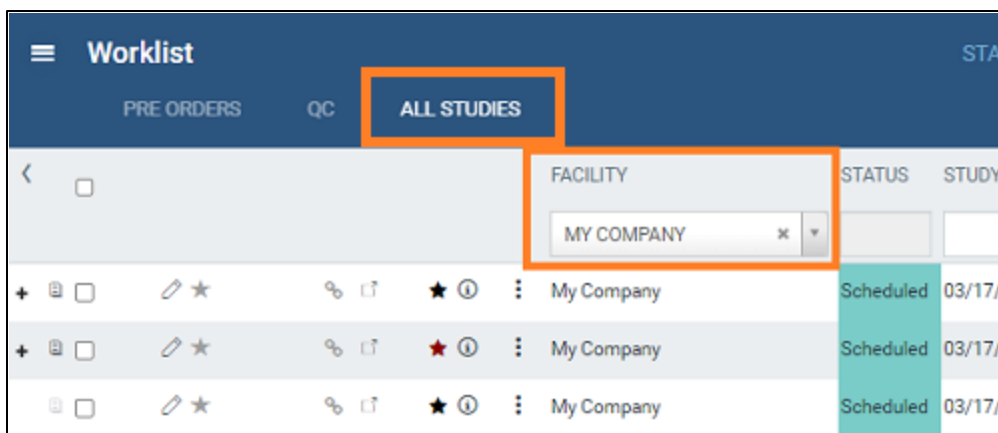 Worklist
STA
PRE ORDERS QC ALL STUDIES
FACILITY STATUS STUDY
MY COMPANY
My Company Scheduled 03/17/
My Company Scheduled 03/17/
My Company Scheduled 03/17/